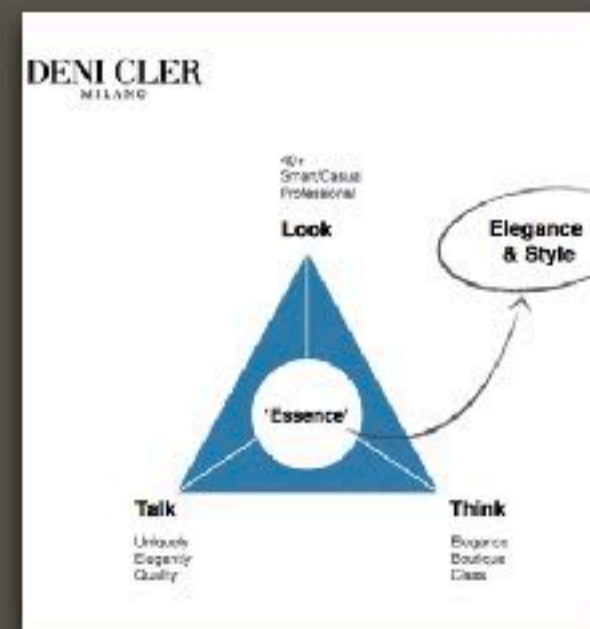 DENI CLER
MILANO
40+
Smart/Casual
Professional
Look
Elegance
& Style
'Essence'
Talk
Think
Uniquely
Elegantly
Quality
Elegance
Boutique
Class